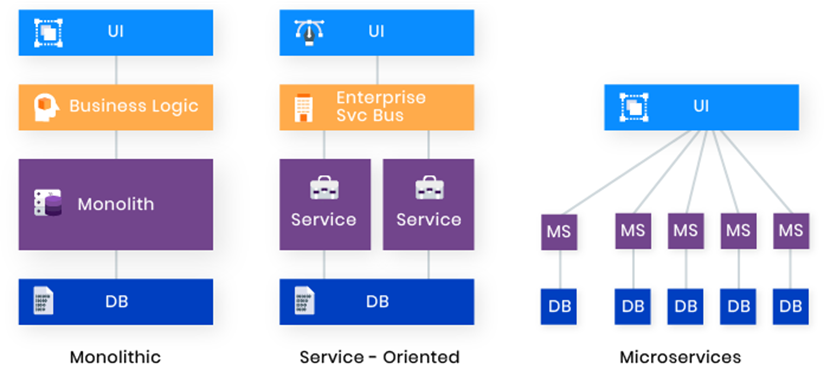 UI
Business Logic
Monolith
DB
Monolithic
UI
Enterprise
Svc Bus
Service
Service
DB
Service - Oriented
UI
MS
MS
MS
MS
MS
DB
DB
DB
DB
DB
Microservices